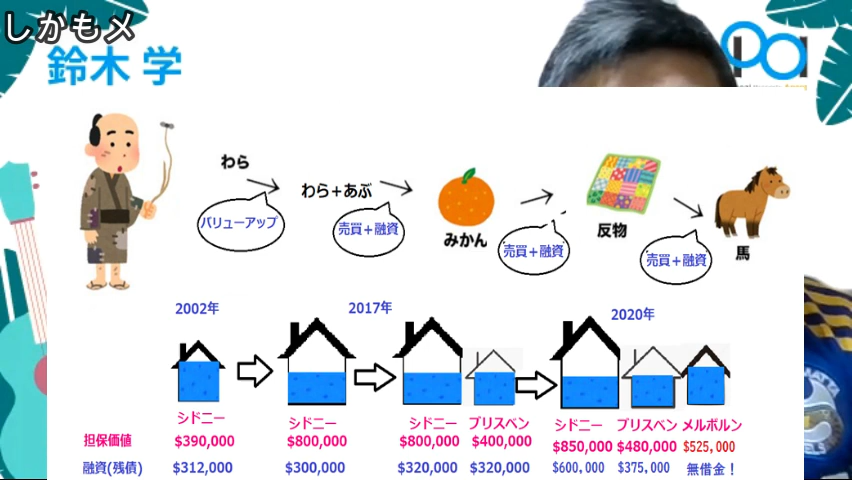 しかもメ
鈴木 学
わら
わら＋あぶ
みかん
反物
馬
バリューアップ
売買＋融資
売買＋融資
売買＋融資
2002年
2017年
2020年
シドニー
シドニー
シドニー
ブリスベン
シドニー
ブリスベン
メルボルン
担保価値
$390,000
$800,000
$800,000
$400,000
$850,000
$480,000
$525,000
融資(残債)
$312,000
$300,000
$320,000
$320,000
$600,000
$375,000
無借金！